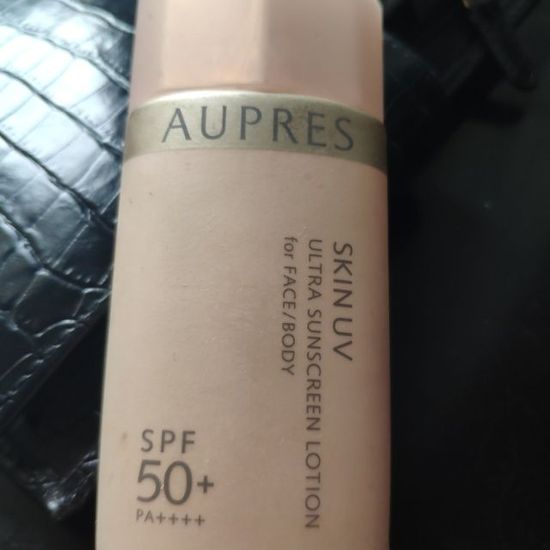 AUPRES
SKIN UV
ULTRA SUNSCREEN LOTION
for FACE/BODY
SPF
50+
PA++++